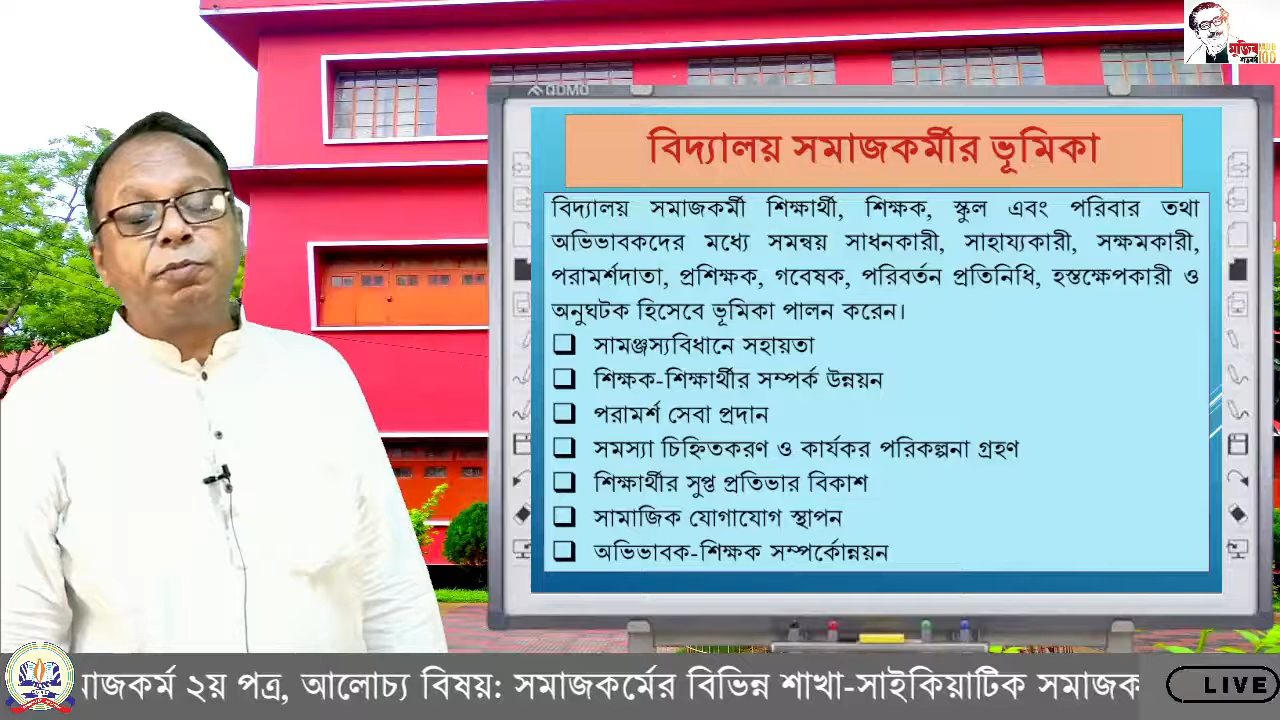 মুজিব
শতবর্ষ
100
QOMO
বিদ্যালয় সমাজকর্মীর ভূমিকা
বিদ্যালয় সমাজকর্মী শিক্ষার্থী, শিক্ষক, স্কুল এবং পরিবার তথা
অভিভাবকদের মধ্যে সমন্বয় সাধনকারী, সাহায্যকারী, সক্ষমকারী,
পরামর্শদাতা, প্রশিক্ষক, গবেষক, পরিবর্তন প্রতিনিধি, হস্তক্ষেপকারী ও
অনুঘটক হিসেবে ভূমিকা পালন করেন।
সামঞ্জস্যবিধানে সহায়তা
শিক্ষক-শিক্ষার্থীর সম্পর্ক উন্নয়ন
পরামর্শ সেবা প্রদান
সমস্যা চিহ্নিতকরণ ও কার্যকর পরিকল্পনা গ্রহণ
শিক্ষার্থীর সুপ্ত প্রতিভার বিকাশ
সামাজিক যোগাযোগ স্থাপন
অভিভাবক-শিক্ষক সম্পর্কোন্নয়ন
মাজকর্ম ২য় পত্র, আলোচ্য বিষয়: সমাজকর্মের বিভিন্ন শাখা-সাইকিয়াটিক সমাজক
LIVE